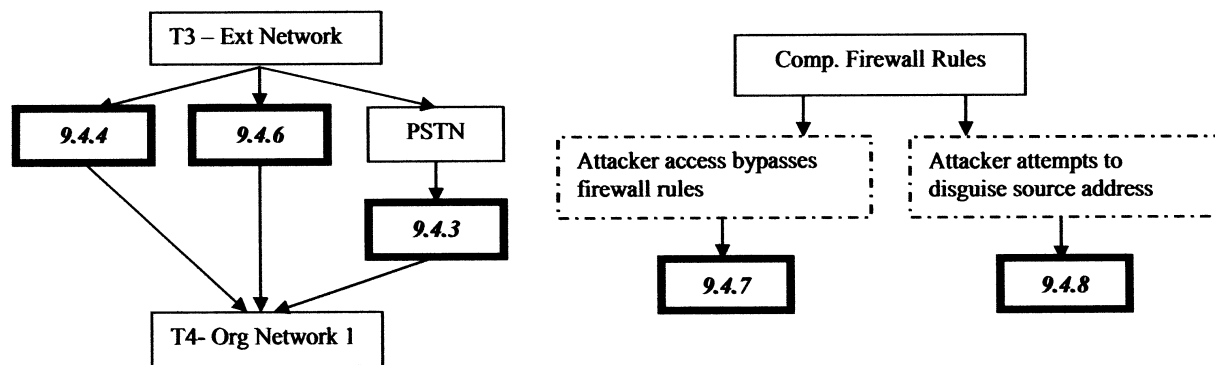 T3 – Ext Network
9.4.4
9.4.6
PSTN
9.4.3
T4- Org Network 1
Comp. Firewall Rules
Attacker access bypasses
firewall rules
Attacker attempts to
disguise source address
9.4.7
9.4.8